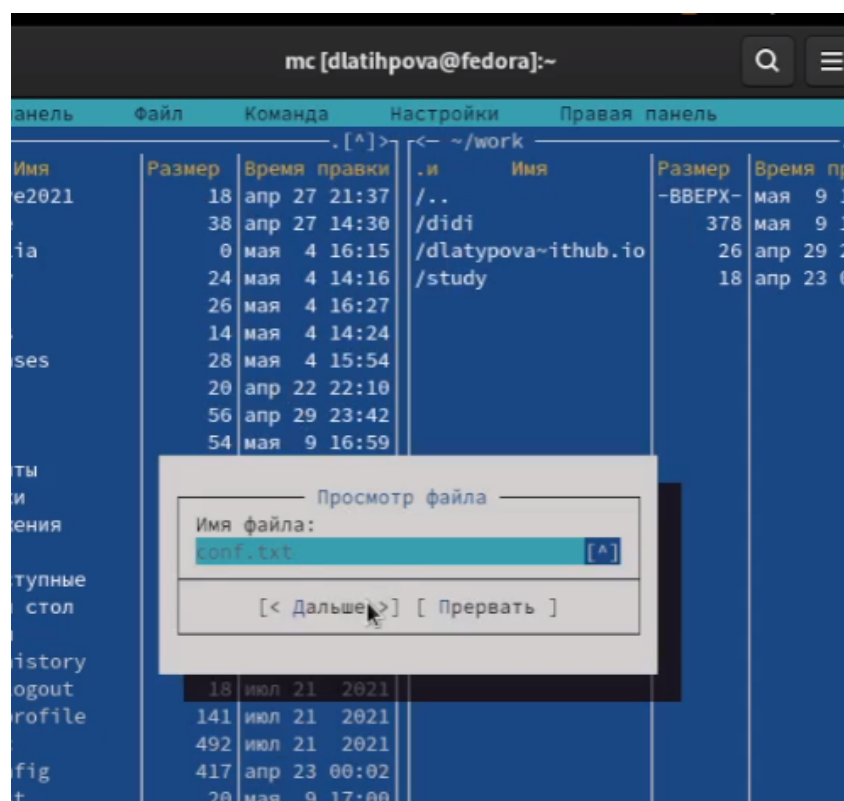 mc [dlatihpova@fedora]:~
анель Файл Команда Настройки Правая панель
.[^]> <— ~/work
Имя Размер Время правки .и Имя Размер Время п
e2021 18 апр 27 21:37 /.. -ВВЕРХ- мая 9
38 апр 27 14:30 /didi 378 мая 9
ia 0 мая 4 16:15 /dlatypova~ithub.io 26 апр 29
24 мая 4 14:16 /study 18 апр 23
26 мая 4 16:27
14 мая 4 14:24
ses 28 мая 4 15:54
20 апр 22 22:10
56 апр 29 23:42
54 мая 9 16:59
ты
Просмотр файла
и
ения Имя файла:
conf.txt [^]
тупные
стол [< Дальше >] [ Прервать ]
istory
ogout 18 июл 21 2021
rofile 141 июл 21 2021
492 июл 21 2021
fig 417 апр 23 00:02
t 20 мая 9 17:00